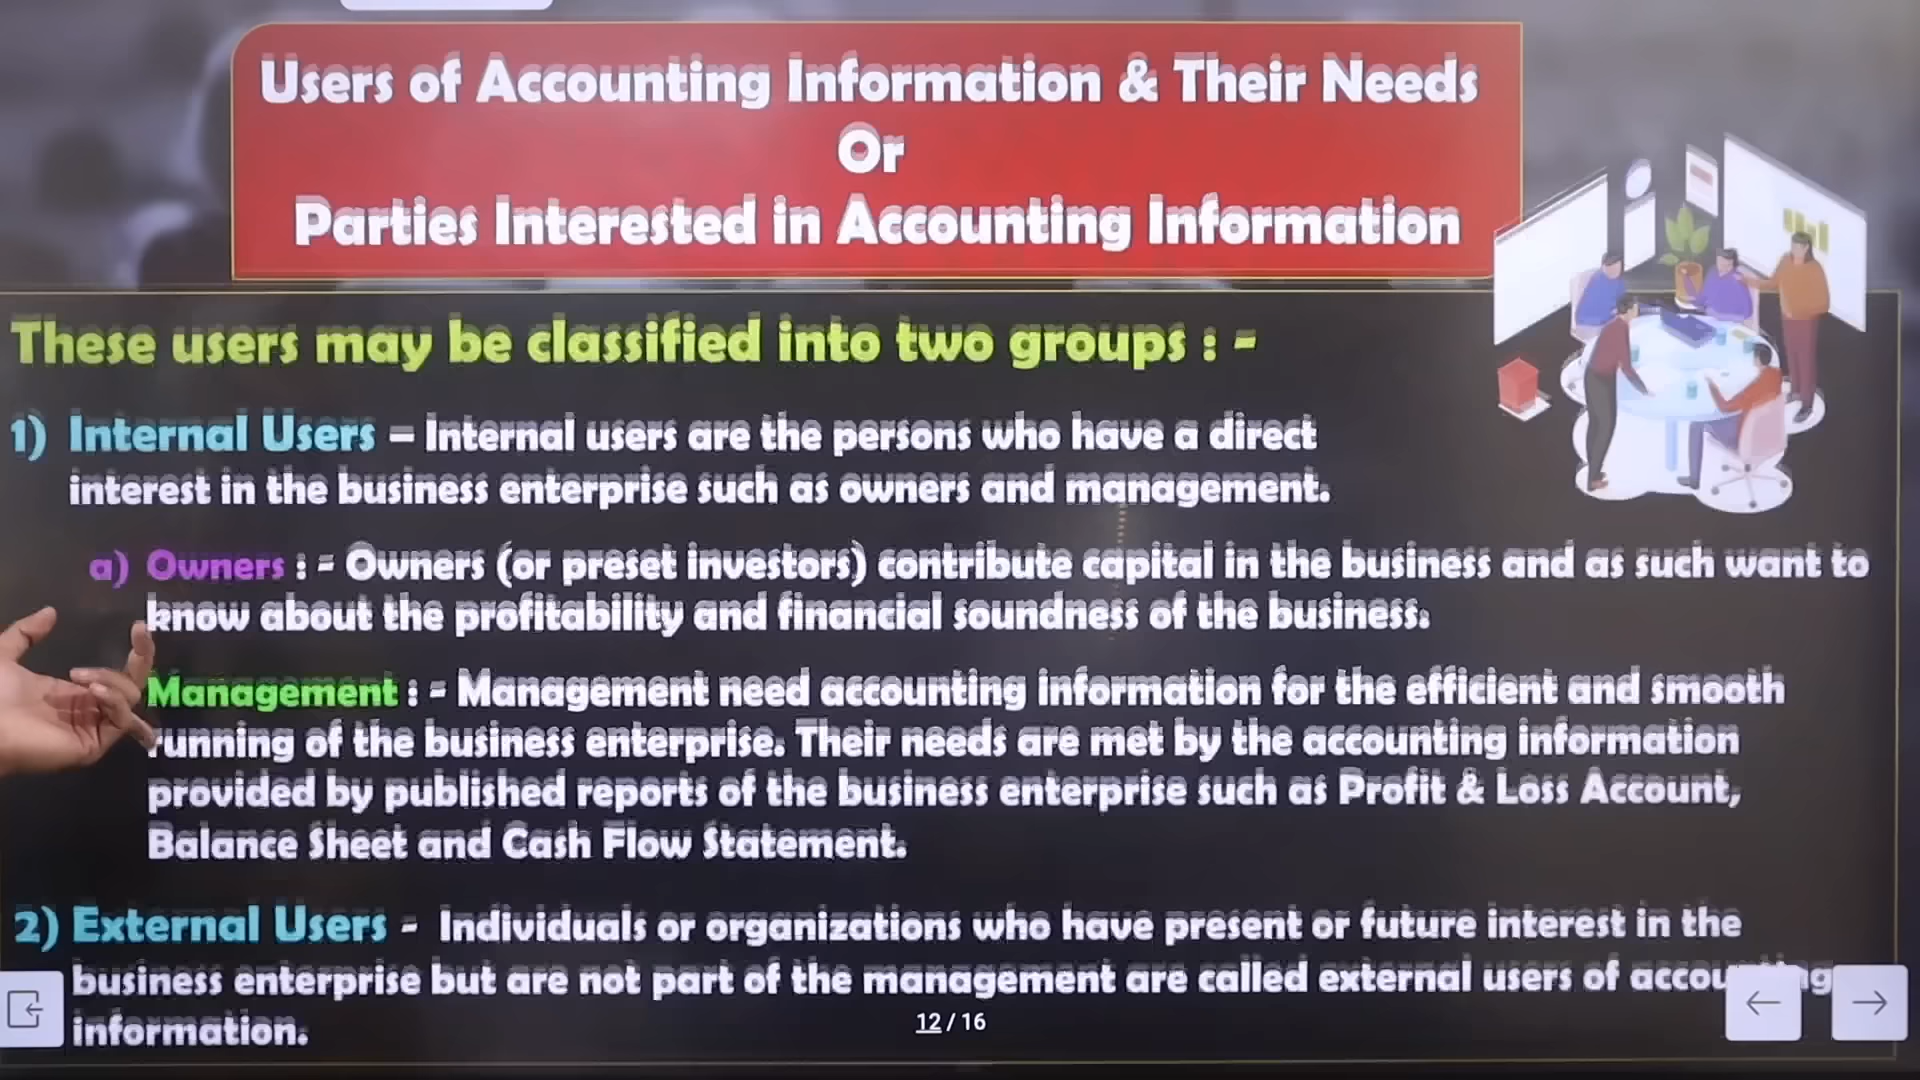 Users of Accounting Information & Their Needs
Or
Parties Interested in Accounting Information
These users may be classified into two groups : -
1) Internal Users – Internal users are the persons who have a direct
interest in the business enterprise such as owners and management.
a) Owners : - Owners (or preset investors) contribute capital in the business and as such want to
know about the profitability and financial soundness of the business.
Management : - Management need accounting information for the efficient and smooth
running of the business enterprise. Their needs are met by the accounting information
provided by published reports of the business enterprise such as Profit & Loss Account,
Balance Sheet and Cash Flow Statement.
2) External Users - Individuals or organizations who have present or future interest in the
business enterprise but are not part of the management are called external users of accounting
information.
12 / 16